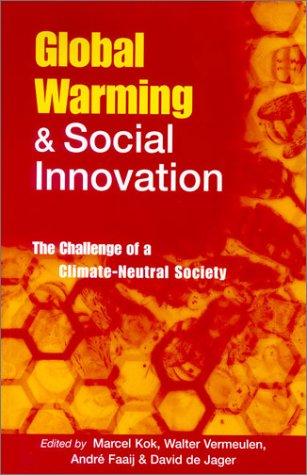 Global
Warming
& Social
Innovation
The Challenge of a
Climate-Neutral Society
Edited by Marcel Kok, Walter Vermeulen,
André Faaij & David de Jager